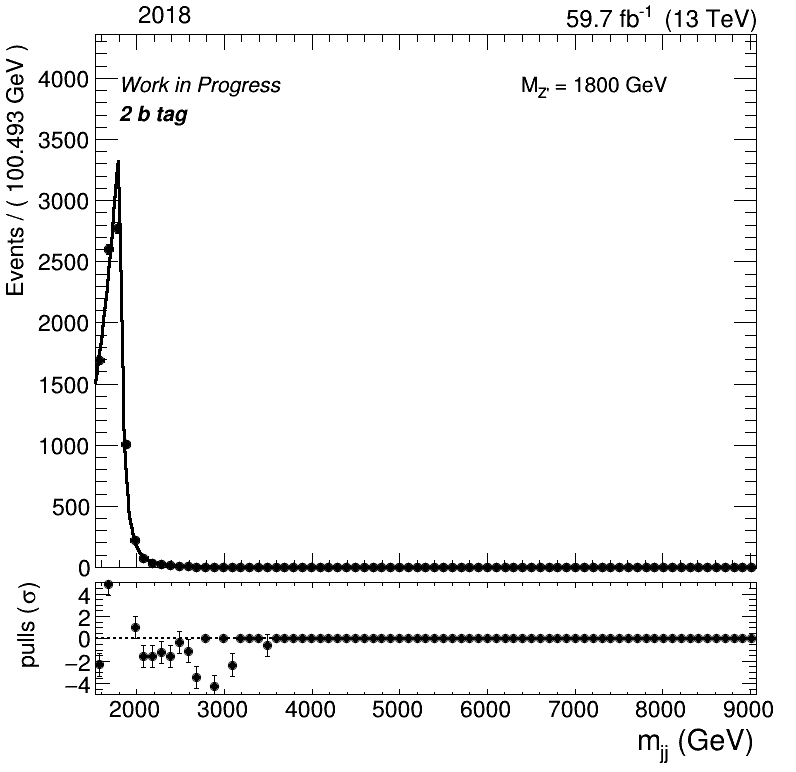 2018
59.7 fb⁻¹ (13 TeV)
Events / ( 100.493 GeV )
Work in Progress
2 b tag
M_Z' = 1800 GeV
4000
3500
3000
2500
2000
1500
1000
500
0
pulls (σ)
4
2
0
−2
−4
2000 3000 4000 5000 6000 7000 8000 9000
m_jj (GeV)